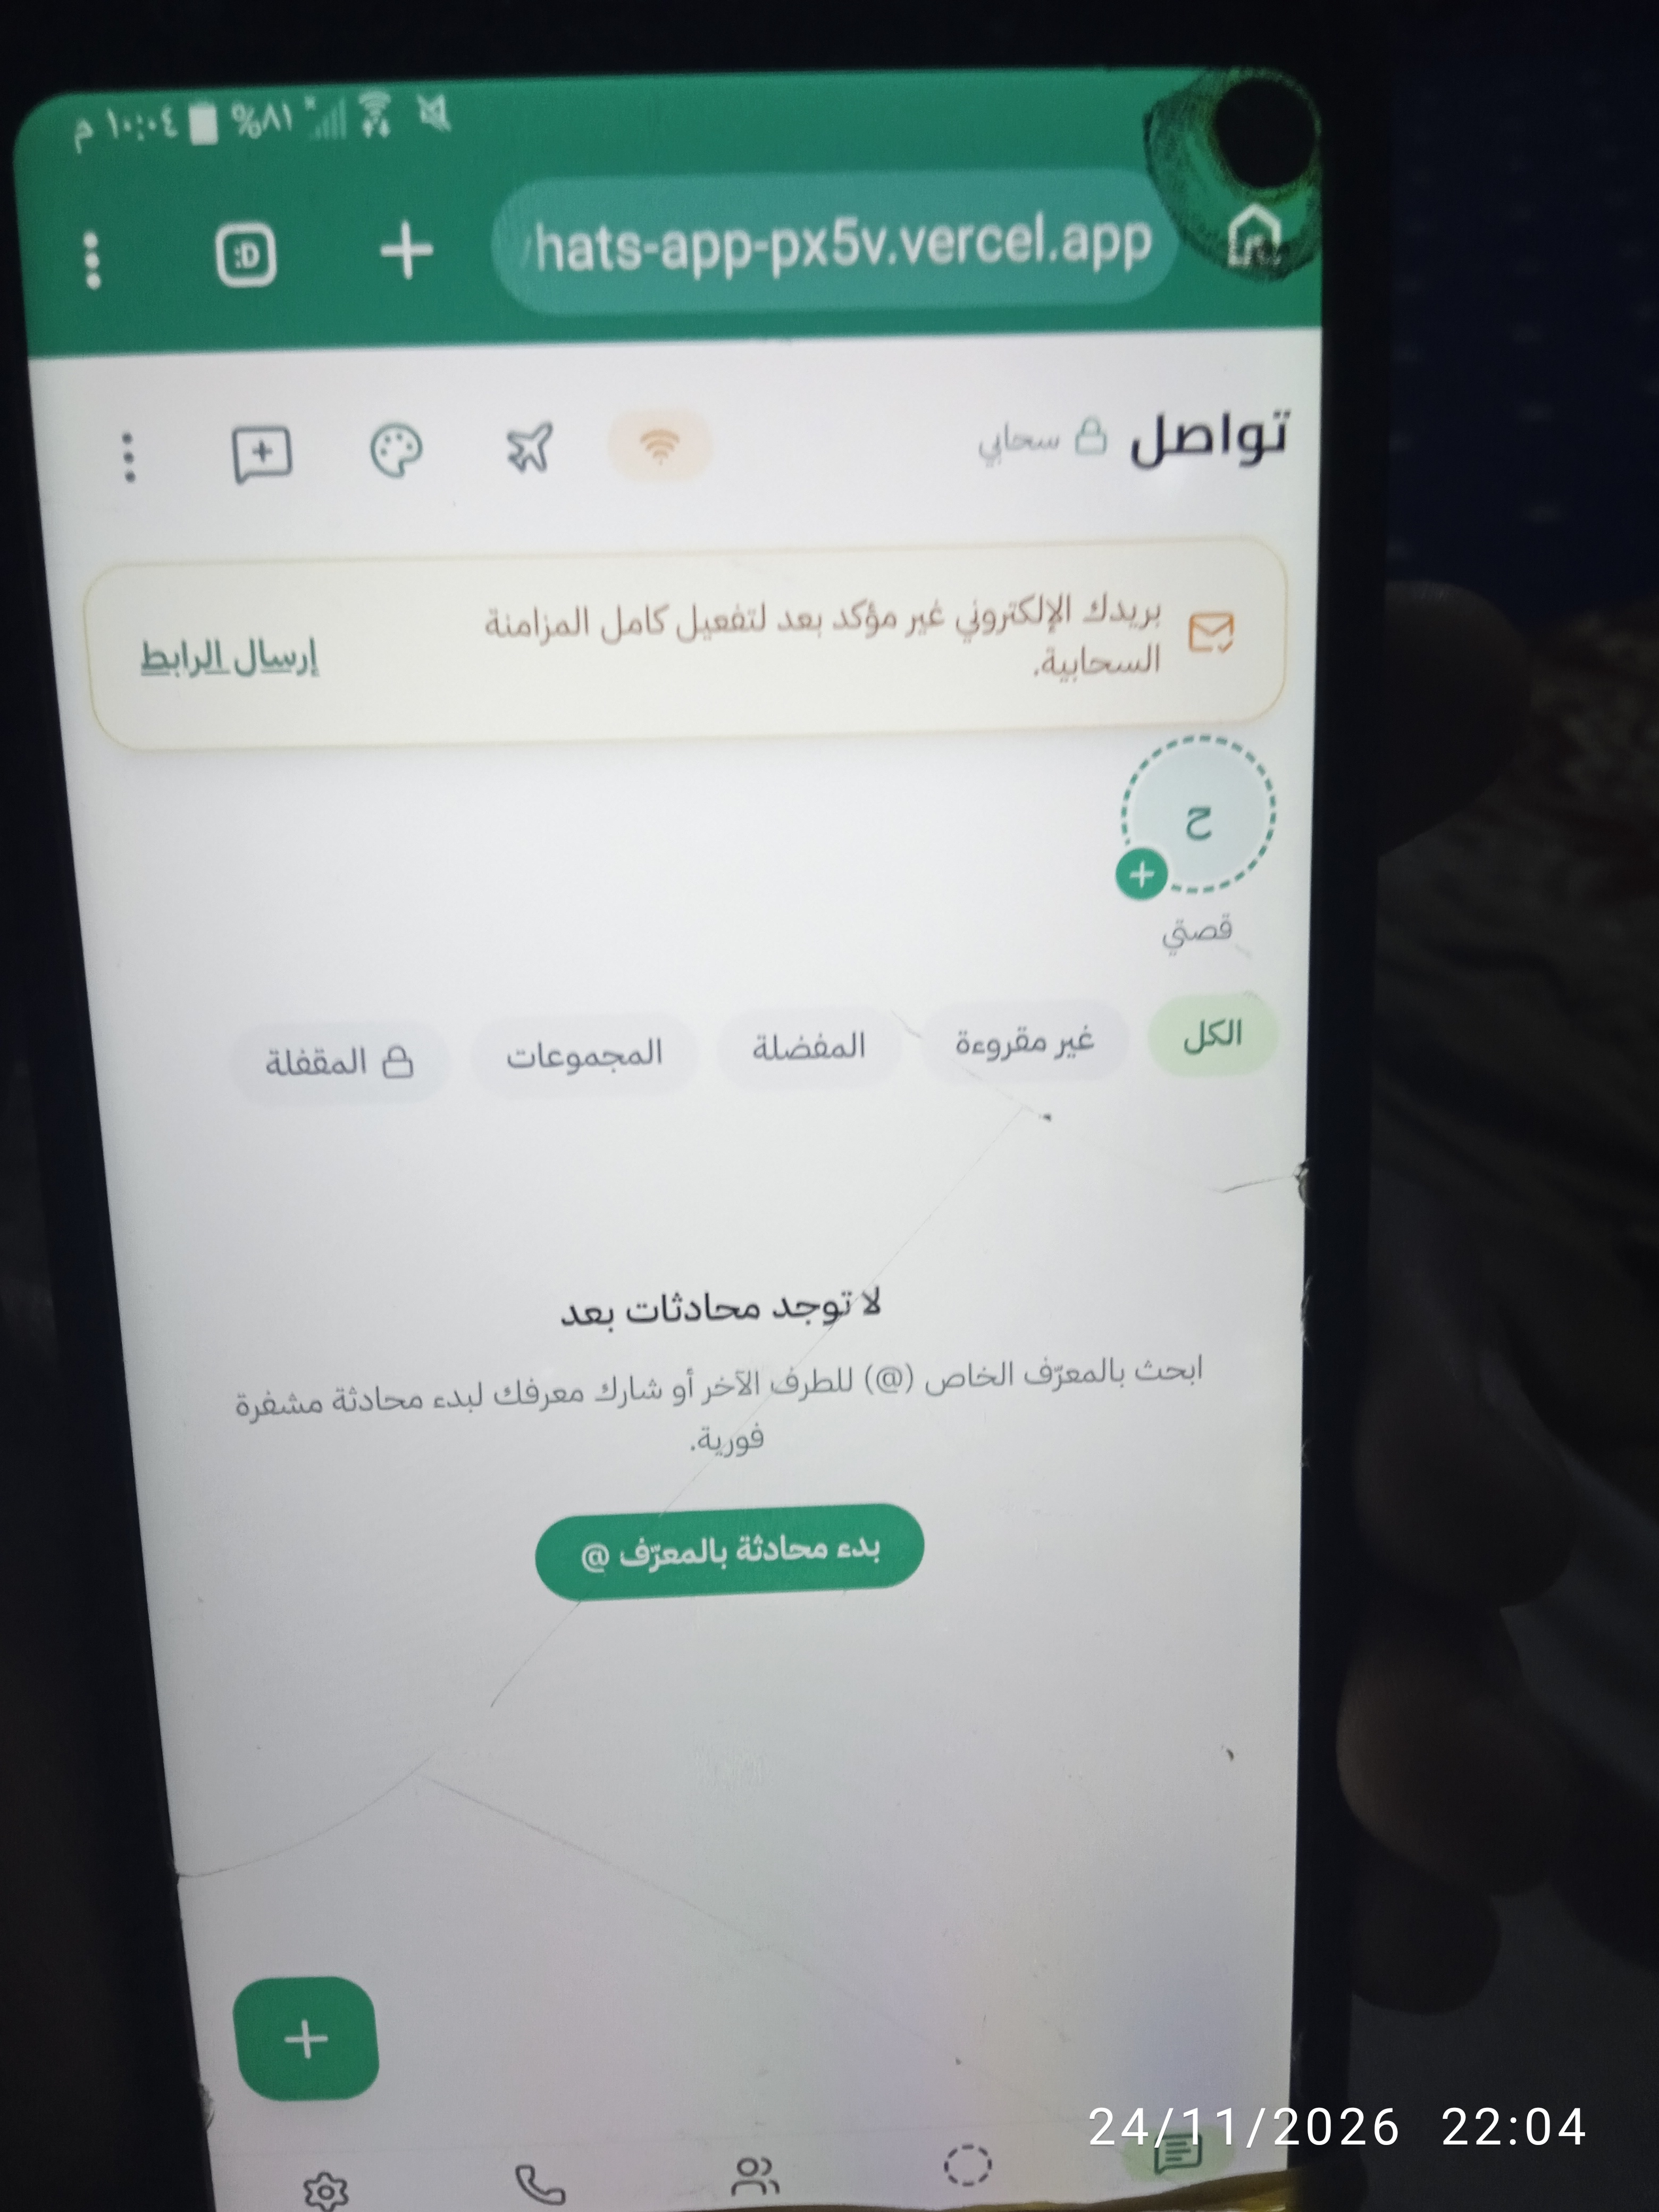 ١٠:٠٤ م ٨١%
hats-app-px5v.vercel.app
:D
تواصل سحابي
بريدك الإلكتروني غير مؤكد بعد لتفعيل كامل المزامنة
السحابية.
إرسال الرابط
ح
قصتي
الكل غير مقروءة المفضلة المجموعات المقفلة
لا توجد محادثات بعد
ابحث بالمعرّف الخاص (@) للطرف الآخر أو شارك معرفك لبدء محادثة مشفرة
فورية.
بدء محادثة بالمعرّف @
24/11/2026 22:04